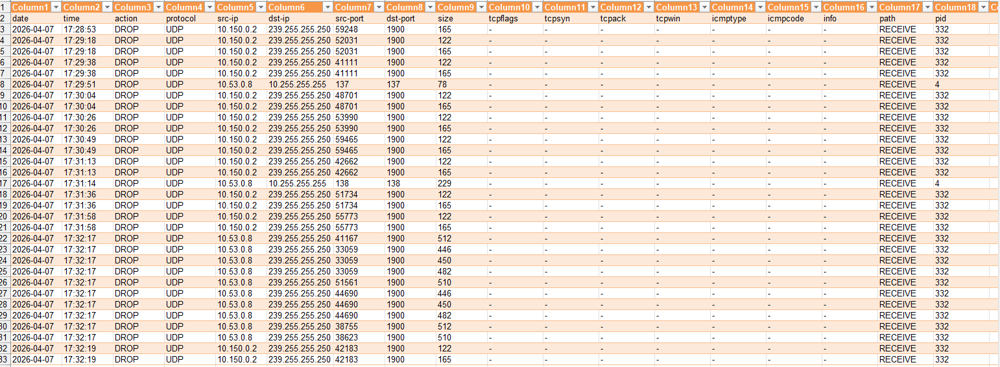 1 Column1 Column2 Column3 Column4 Column5 Column6 Column7 Column8 Column9 Column10 Column11 Column12 Column13 Column14 Column15 Column16 Column17 Column18 Co
2 date time action protocol src-ip dst-ip src-port dst-port size tcpflags tcpsyn tcpack tcpwin icmptype icmpcode info path pid
3 2026-04-07 17:28:53 DROP UDP 10.150.0.2 239.255.255.250 59248 1900 165 - - - - - - - RECEIVE 332
4 2026-04-07 17:29:18 DROP UDP 10.150.0.2 239.255.255.250 52031 1900 122 - - - - - - - RECEIVE 332
5 2026-04-07 17:29:18 DROP UDP 10.150.0.2 239.255.255.250 52031 1900 165 - - - - - - - RECEIVE 332
6 2026-04-07 17:29:38 DROP UDP 10.150.0.2 239.255.255.250 41111 1900 122 - - - - - - - RECEIVE 332
7 2026-04-07 17:29:38 DROP UDP 10.150.0.2 239.255.255.250 41111 1900 165 - - - - - - - RECEIVE 332
8 2026-04-07 17:29:51 DROP UDP 10.53.0.8 10.255.255.255 137 137 78 - - - - - - - RECEIVE 4
9 2026-04-07 17:30:04 DROP UDP 10.150.0.2 239.255.255.250 48701 1900 122 - - - - - - - RECEIVE 332
10 2026-04-07 17:30:04 DROP UDP 10.150.0.2 239.255.255.250 48701 1900 165 - - - - - - - RECEIVE 332
11 2026-04-07 17:30:26 DROP UDP 10.150.0.2 239.255.255.250 53990 1900 122 - - - - - - - RECEIVE 332
12 2026-04-07 17:30:26 DROP UDP 10.150.0.2 239.255.255.250 53990 1900 165 - - - - - - - RECEIVE 332
13 2026-04-07 17:30:49 DROP UDP 10.150.0.2 239.255.255.250 59465 1900 122 - - - - - - - RECEIVE 332
14 2026-04-07 17:30:49 DROP UDP 10.150.0.2 239.255.255.250 59465 1900 165 - - - - - - - RECEIVE 332
15 2026-04-07 17:31:13 DROP UDP 10.150.0.2 239.255.255.250 42662 1900 122 - - - - - - - RECEIVE 332
16 2026-04-07 17:31:13 DROP UDP 10.150.0.2 239.255.255.250 42662 1900 165 - - - - - - - RECEIVE 332
17 2026-04-07 17:31:14 DROP UDP 10.53.0.8 10.255.255.255 138 138 229 - - - - - - - RECEIVE 4
18 2026-04-07 17:31:36 DROP UDP 10.150.0.2 239.255.255.250 51734 1900 122 - - - - - - - RECEIVE 332
19 2026-04-07 17:31:36 DROP UDP 10.150.0.2 239.255.255.250 51734 1900 165 - - - - - - - RECEIVE 332
20 2026-04-07 17:31:58 DROP UDP 10.150.0.2 239.255.255.250 55773 1900 122 - - - - - - - RECEIVE 332
21 2026-04-07 17:31:58 DROP UDP 10.150.0.2 239.255.255.250 55773 1900 165 - - - - - - - RECEIVE 332
22 2026-04-07 17:32:17 DROP UDP 10.53.0.8 239.255.255.250 41167 1900 512 - - - - - - - RECEIVE 332
23 2026-04-07 17:32:17 DROP UDP 10.53.0.8 239.255.255.250 33059 1900 446 - - - - - - - RECEIVE 332
24 2026-04-07 17:32:17 DROP UDP 10.53.0.8 239.255.255.250 33059 1900 450 - - - - - - - RECEIVE 332
25 2026-04-07 17:32:17 DROP UDP 10.53.0.8 239.255.255.250 33059 1900 482 - - - - - - - RECEIVE 332
26 2026-04-07 17:32:17 DROP UDP 10.53.0.8 239.255.255.250 51561 1900 510 - - - - - - - RECEIVE 332
27 2026-04-07 17:32:17 DROP UDP 10.53.0.8 239.255.255.250 44690 1900 446 - - - - - - - RECEIVE 332
28 2026-04-07 17:32:17 DROP UDP 10.53.0.8 239.255.255.250 44690 1900 450 - - - - - - - RECEIVE 332
29 2026-04-07 17:32:17 DROP UDP 10.53.0.8 239.255.255.250 44690 1900 482 - - - - - - - RECEIVE 332
30 2026-04-07 17:32:17 DROP UDP 10.53.0.8 239.255.255.250 38755 1900 512 - - - - - - - RECEIVE 332
31 2026-04-07 17:32:17 DROP UDP 10.53.0.8 239.255.255.250 38623 1900 510 - - - - - - - RECEIVE 332
32 2026-04-07 17:32:19 DROP UDP 10.150.0.2 239.255.255.250 42183 1900 122 - - - - - - - RECEIVE 332
33 2026-04-07 17:32:19 DROP UDP 10.150.0.2 239.255.255.250 42183 1900 165 - - - - - - - RECEIVE 332